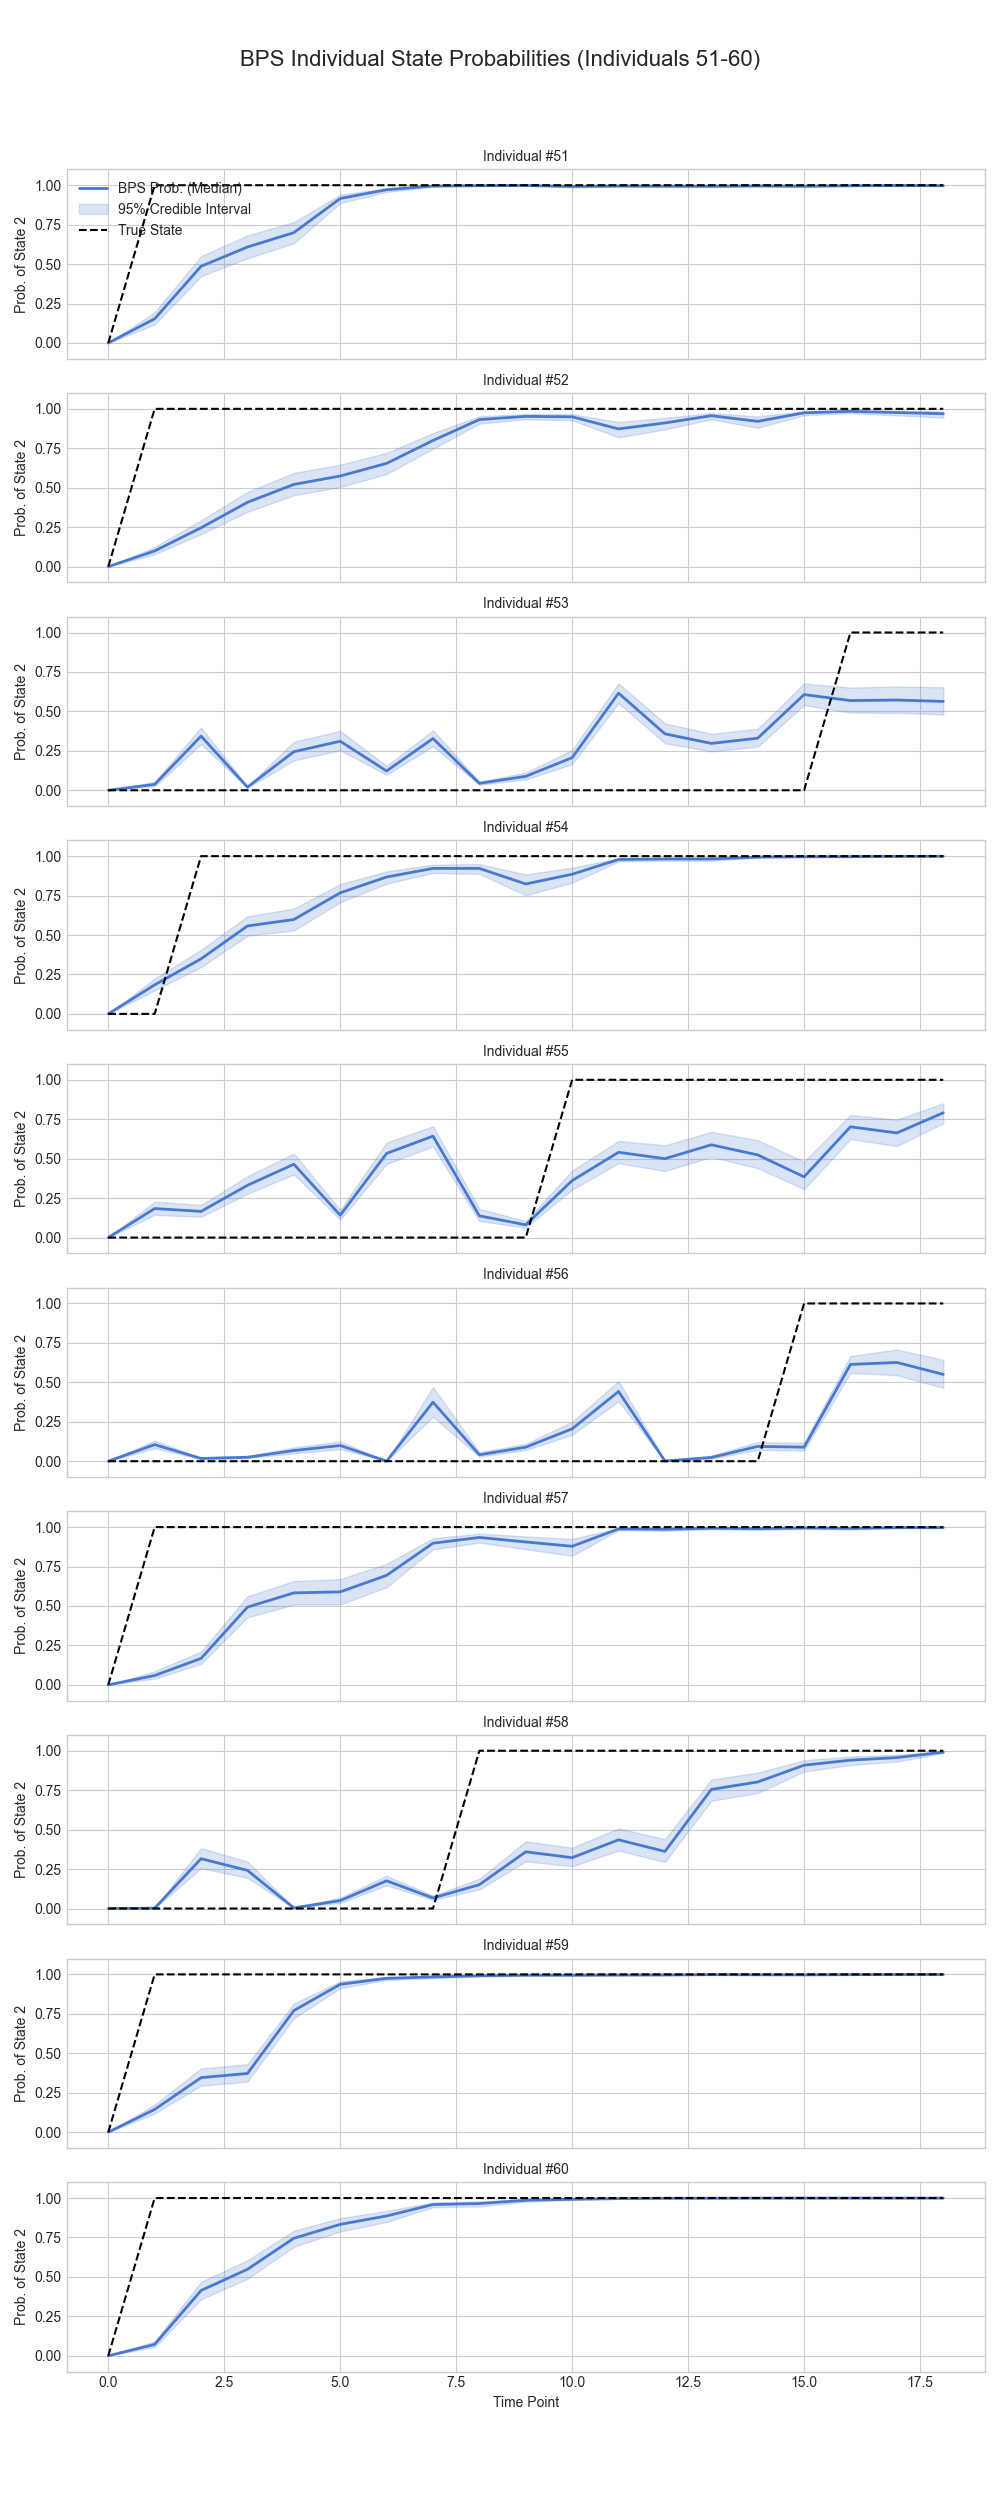 BPS Individual State Probabilities (Individuals 51-60)
Individual #51
1.00
0.75
0.50
0.25
0.00
Prob. of State 2
BPS Prob. (Median)
95% Credible Interval
True State
Individual #52
1.00
0.75
0.50
0.25
0.00
Prob. of State 2
Individual #53
1.00
0.75
0.50
0.25
0.00
Prob. of State 2
Individual #54
1.00
0.75
0.50
0.25
0.00
Prob. of State 2
Individual #55
1.00
0.75
0.50
0.25
0.00
Prob. of State 2
Individual #56
1.00
0.75
0.50
0.25
0.00
Prob. of State 2
Individual #57
1.00
0.75
0.50
0.25
0.00
Prob. of State 2
Individual #58
1.00
0.75
0.50
0.25
0.00
Prob. of State 2
Individual #59
1.00
0.75
0.50
0.25
0.00
Prob. of State 2
Individual #60
1.00
0.75
0.50
0.25
0.00
Prob. of State 2
0.0 2.5 5.0 7.5 10.0 12.5 15.0 17.5
Time Point